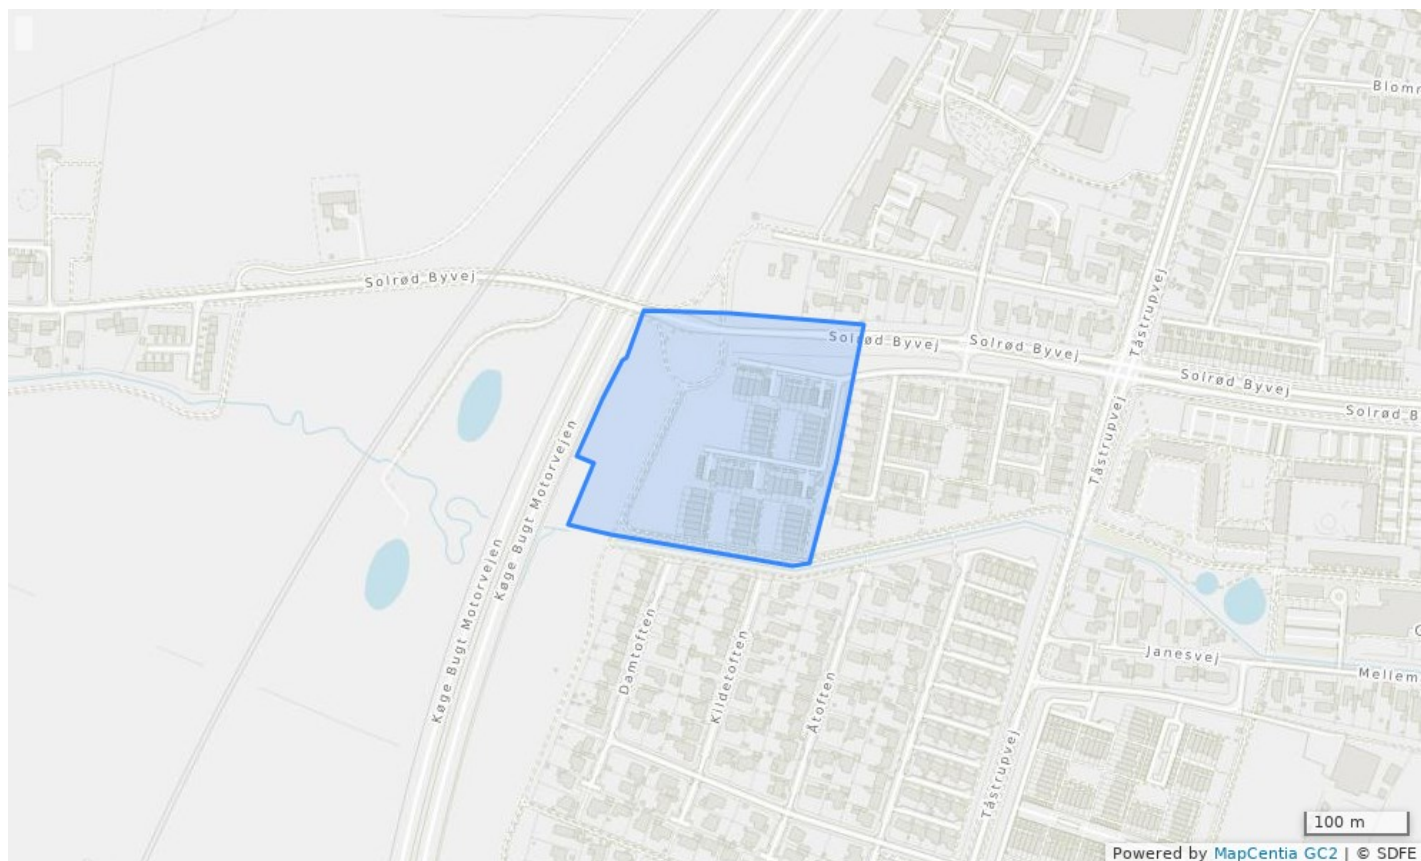 Blomm
Solrød Byvej
Tåstrupvej
Solrød Byvej
Solrød Byvej
Solrød Byvej
Solrød B
Køge Bugt Motorvejen
Tåstrupvej
Køge Bugt Motorvejen
Damtoften
Kildetoften
Åtoften
Janesvej
Mellem
Tåstrupvej
100 m
Powered by MapCentia GC2 | © SDFE